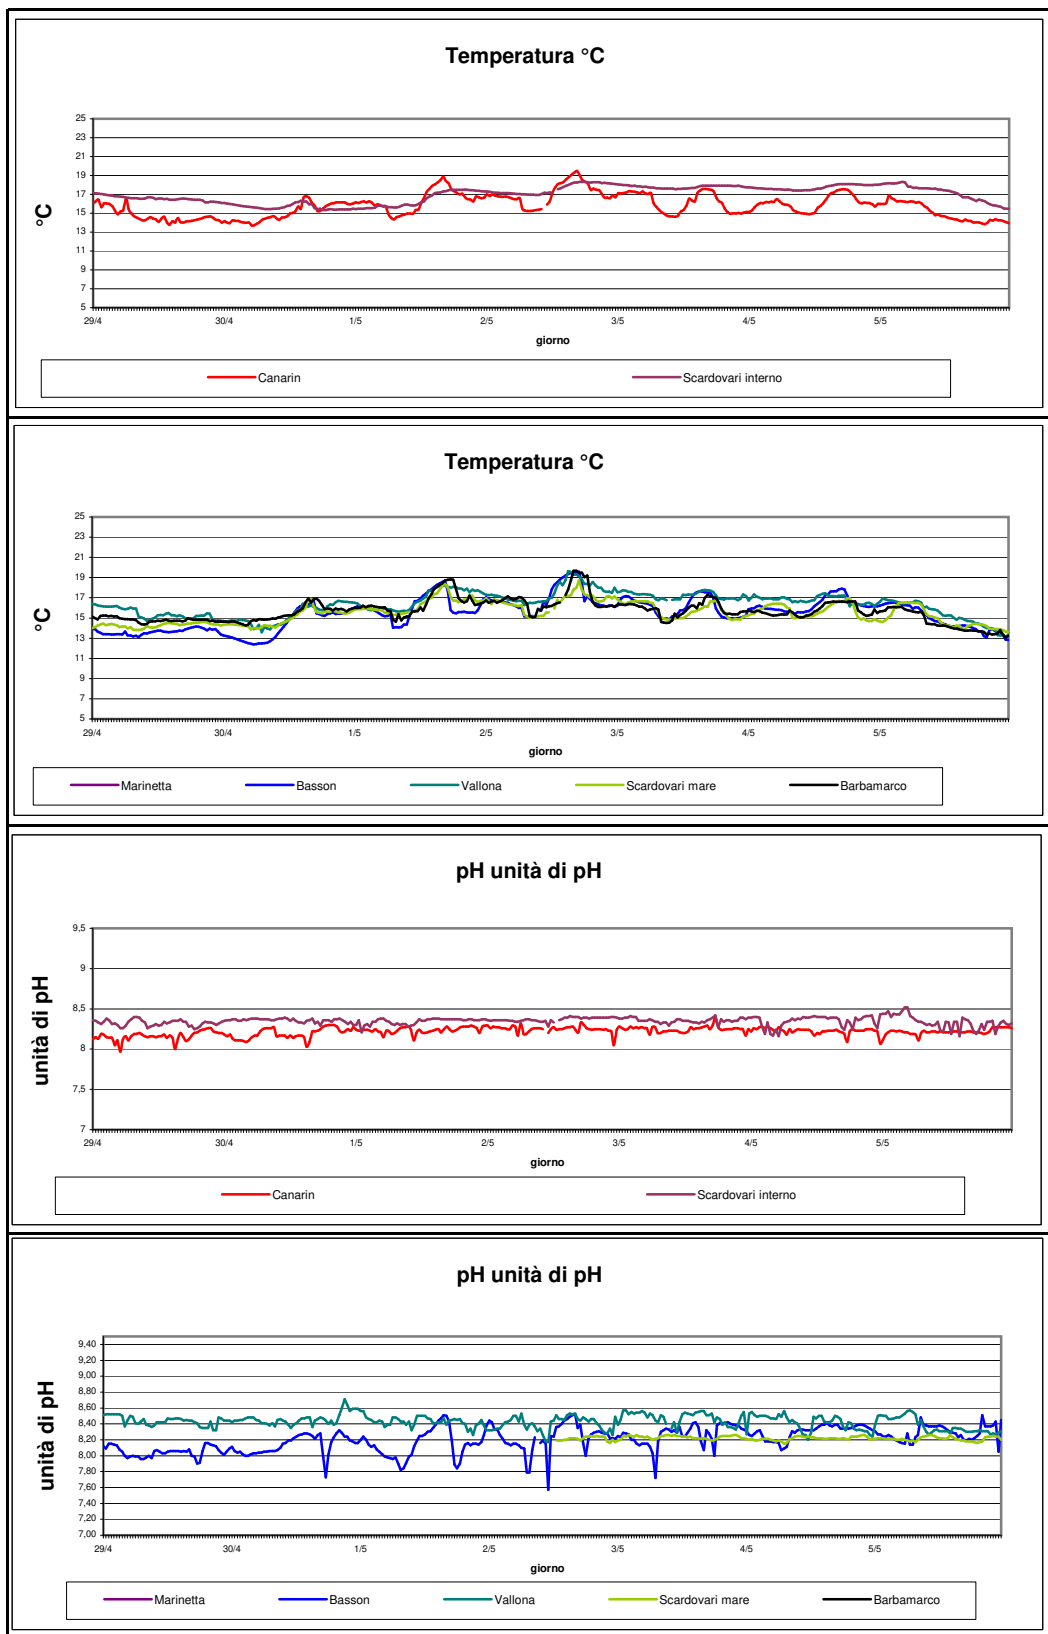 Temperatura °C
25
23
21
19
17
15
13
11
9
7
5
°C
29/4 30/4 1/5 2/5 3/5 4/5 5/5
giorno
Canarin Scardovari interno
Temperatura °C
25
23
21
19
17
15
13
11
9
7
5
°C
29/4 30/4 1/5 2/5 3/5 4/5 5/5
giorno
Marinetta Basson Vallona Scardovari mare Barbamarco
pH unità di pH
9,5
9
8,5
8
7,5
7
unità di pH
29/4 30/4 1/5 2/5 3/5 4/5 5/5
giorno
Canarin Scardovari interno
pH unità di pH
9,40
9,20
9,00
8,80
8,60
8,40
8,20
8,00
7,80
7,60
7,40
7,20
7,00
unità di pH
29/4 30/4 1/5 2/5 3/5 4/5 5/5
giorno
Marinetta Basson Vallona Scardovari mare Barbamarco